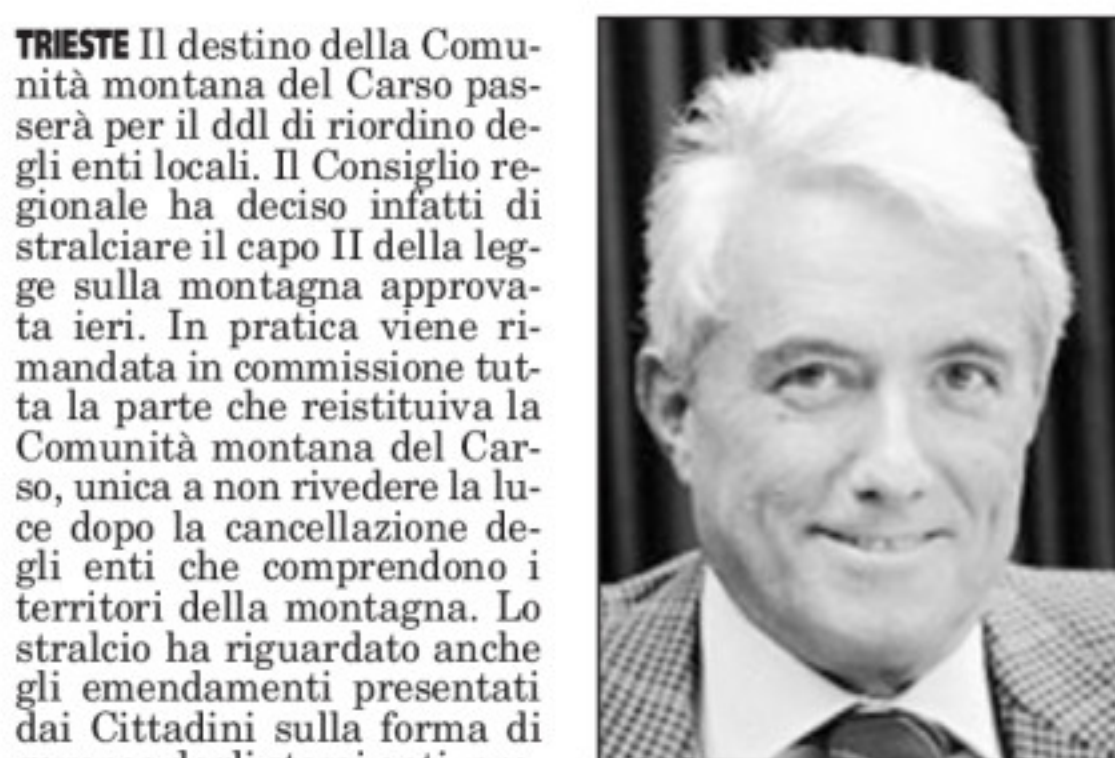 TRIESTE Il destino della Comu-
nità montana del Carso pas-
serà per il ddl di riordino de-
gli enti locali. Il Consiglio re-
gionale ha deciso infatti di
stralciare il capo II della leg-
ge sulla montagna approva-
ta ieri. In pratica viene ri-
mandata in commissione tut-
ta la parte che reistituiva la
Comunità montana del Car-
so, unica a non rivedere la lu-
ce dopo la cancellazione de-
gli enti che comprendono i
territori della montagna. Lo
stralcio ha riguardato anche
gli emendamenti presentati
dai Cittadini sulla forma di